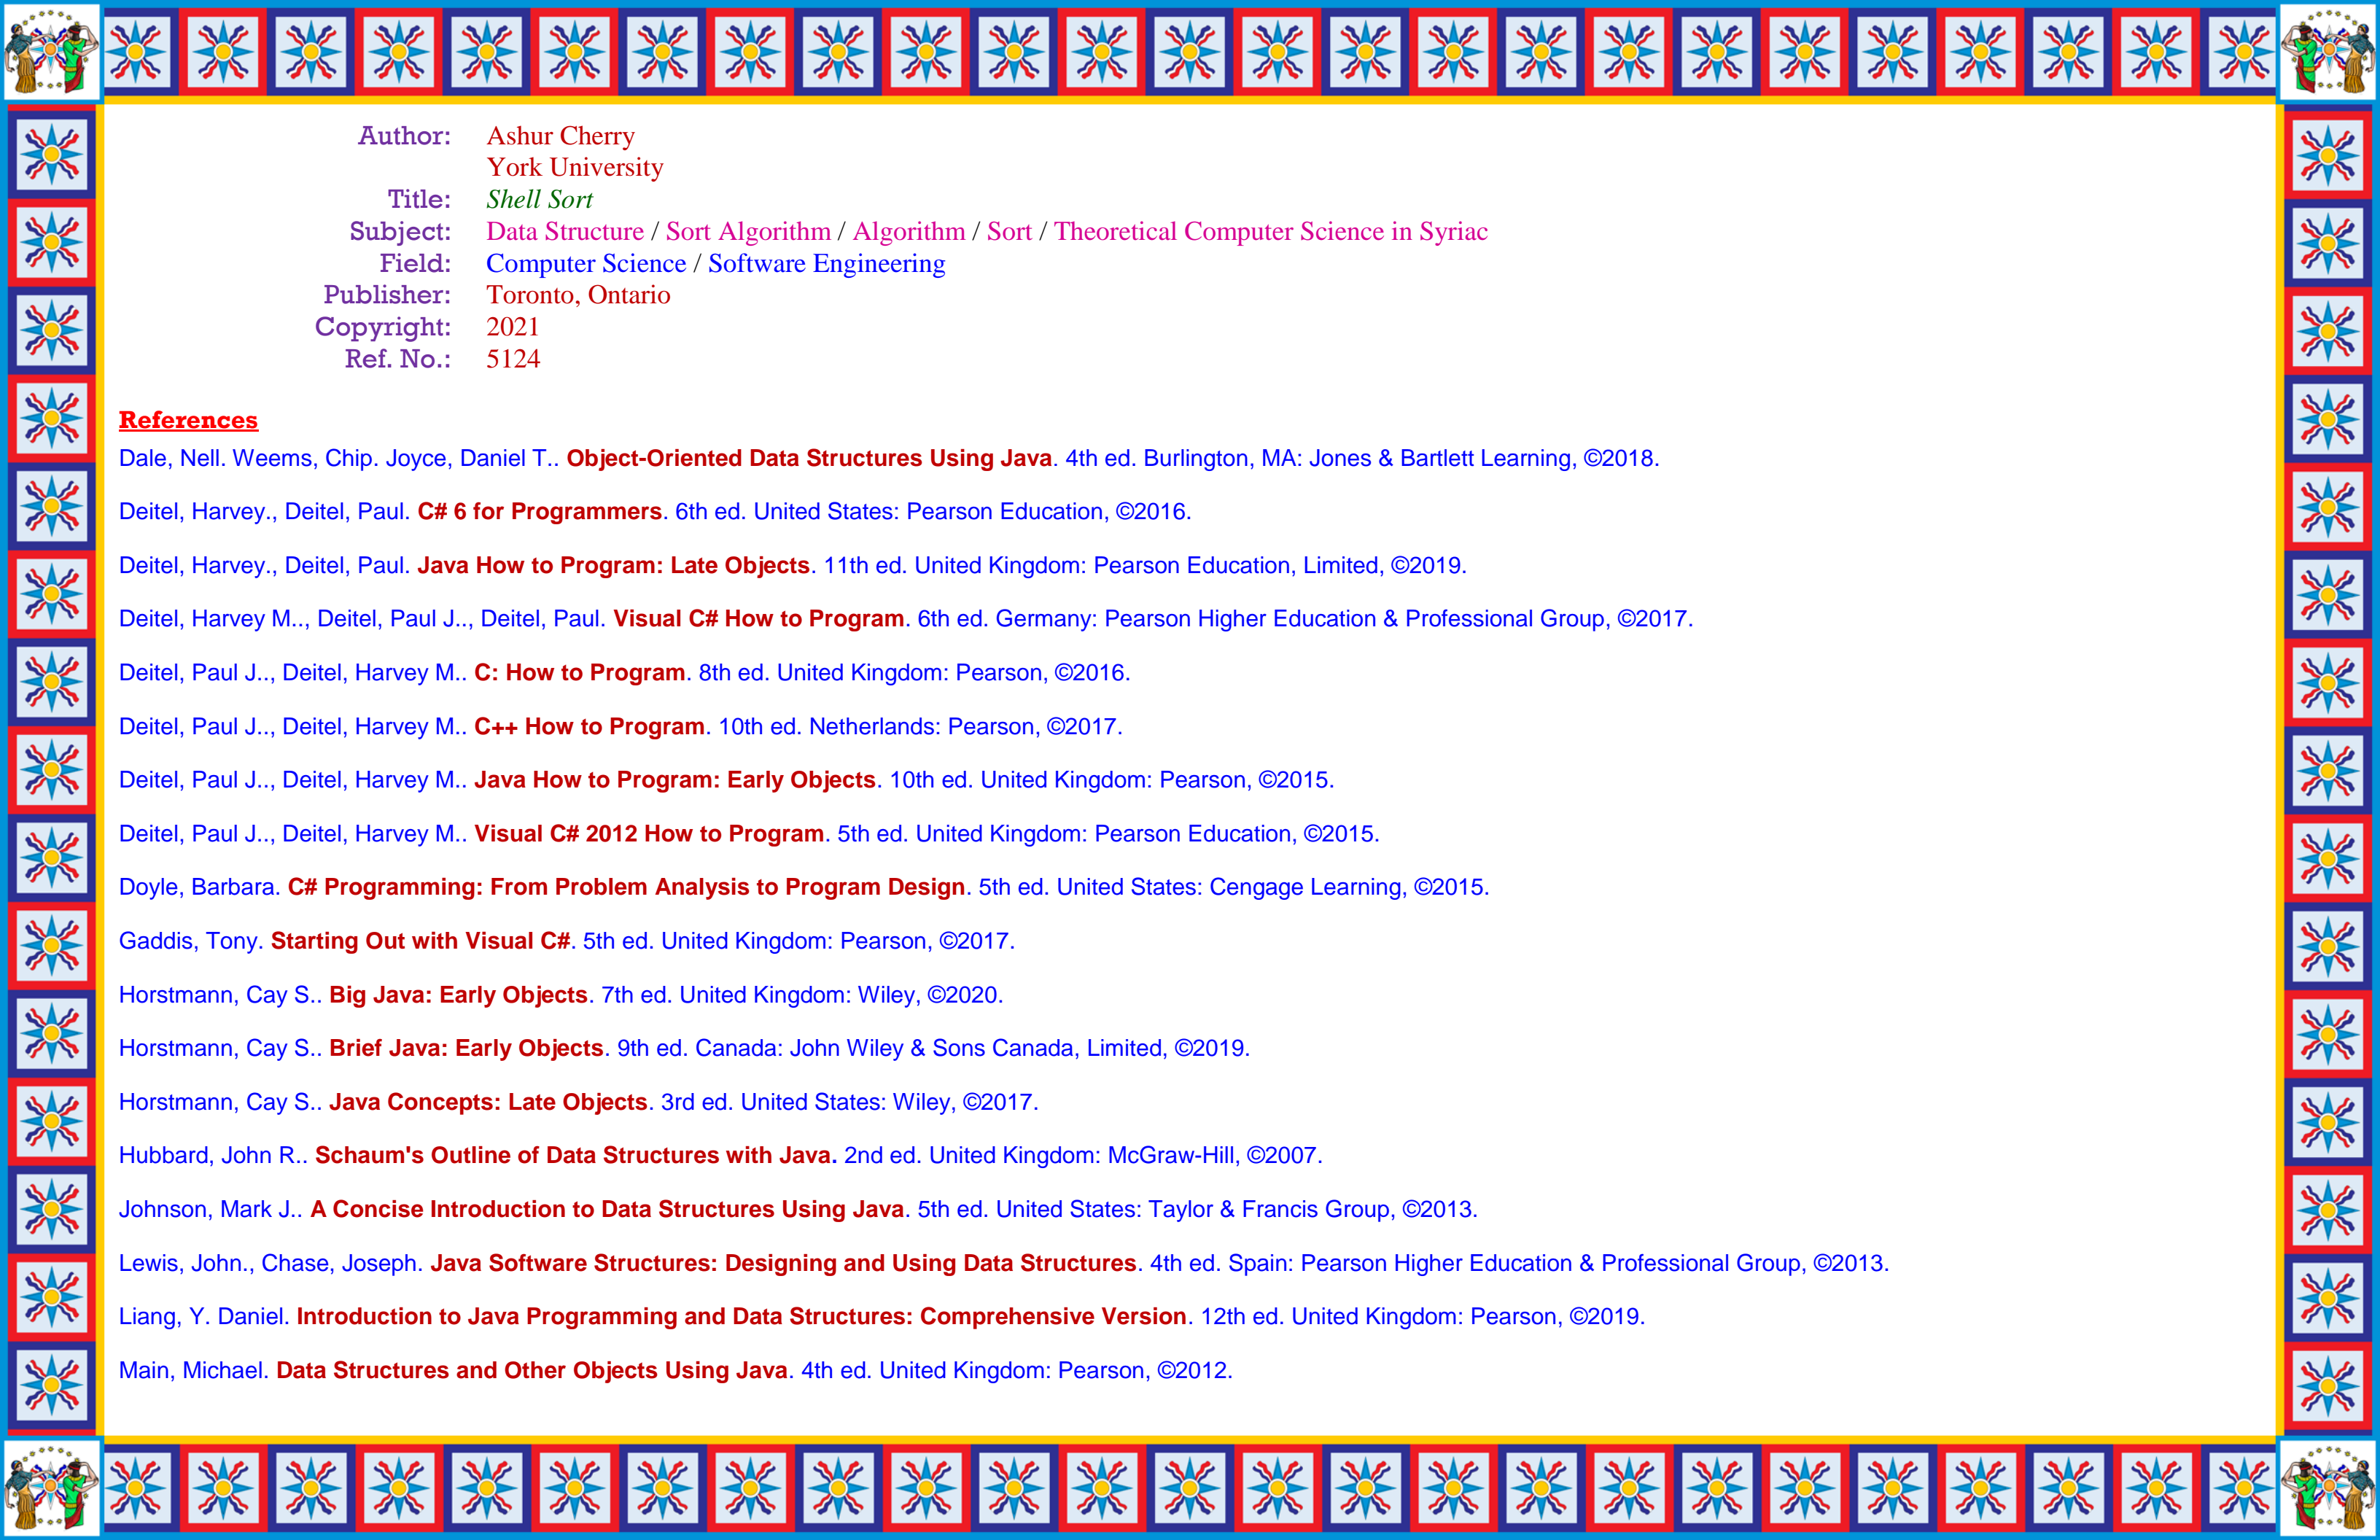 Author: Ashur Cherry
York University
Title: Shell Sort
Subject: Data Structure / Sort Algorithm / Algorithm / Sort / Theoretical Computer Science in Syriac
Field: Computer Science / Software Engineering
Publisher: Toronto, Ontario
Copyright: 2021
Ref. No.: 5124
References
Dale, Nell. Weems, Chip. Joyce, Daniel T.. Object-Oriented Data Structures Using Java. 4th ed. Burlington, MA: Jones & Bartlett Learning, ©2018.
Deitel, Harvey., Deitel, Paul. C# 6 for Programmers. 6th ed. United States: Pearson Education, ©2016.
Deitel, Harvey., Deitel, Paul. Java How to Program: Late Objects. 11th ed. United Kingdom: Pearson Education, Limited, ©2019.
Deitel, Harvey M.., Deitel, Paul J.., Deitel, Paul. Visual C# How to Program. 6th ed. Germany: Pearson Higher Education & Professional Group, ©2017.
Deitel, Paul J.., Deitel, Harvey M.. C: How to Program. 8th ed. United Kingdom: Pearson, ©2016.
Deitel, Paul J.., Deitel, Harvey M.. C++ How to Program. 10th ed. Netherlands: Pearson, ©2017.
Deitel, Paul J.., Deitel, Harvey M.. Java How to Program: Early Objects. 10th ed. United Kingdom: Pearson, ©2015.
Deitel, Paul J.., Deitel, Harvey M.. Visual C# 2012 How to Program. 5th ed. United Kingdom: Pearson Education, ©2015.
Doyle, Barbara. C# Programming: From Problem Analysis to Program Design. 5th ed. United States: Cengage Learning, ©2015.
Gaddis, Tony. Starting Out with Visual C#. 5th ed. United Kingdom: Pearson, ©2017.
Horstmann, Cay S.. Big Java: Early Objects. 7th ed. United Kingdom: Wiley, ©2020.
Horstmann, Cay S.. Brief Java: Early Objects. 9th ed. Canada: John Wiley & Sons Canada, Limited, ©2019.
Horstmann, Cay S.. Java Concepts: Late Objects. 3rd ed. United States: Wiley, ©2017.
Hubbard, John R.. Schaum's Outline of Data Structures with Java. 2nd ed. United Kingdom: McGraw-Hill, ©2007.
Johnson, Mark J.. A Concise Introduction to Data Structures Using Java. 5th ed. United States: Taylor & Francis Group, ©2013.
Lewis, John., Chase, Joseph. Java Software Structures: Designing and Using Data Structures. 4th ed. Spain: Pearson Higher Education & Professional Group, ©2013.
Liang, Y. Daniel. Introduction to Java Programming and Data Structures: Comprehensive Version. 12th ed. United Kingdom: Pearson, ©2019.
Main, Michael. Data Structures and Other Objects Using Java. 4th ed. United Kingdom: Pearson, ©2012.